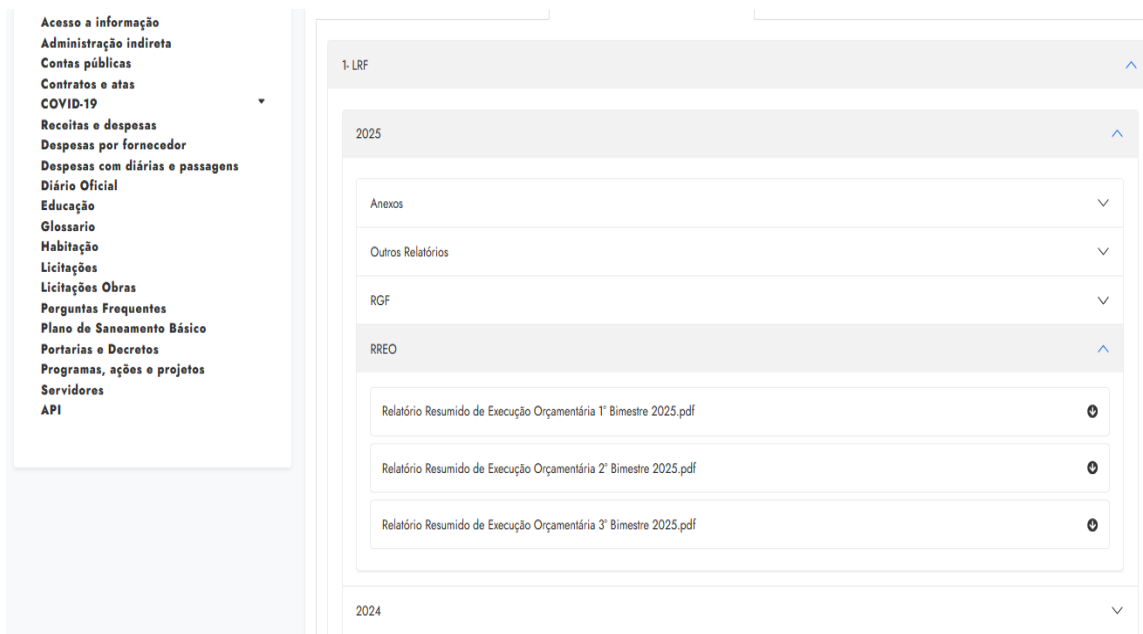 Acesso a informação
Administração indireta
Contas públicas
Contratos e atas
COVID-19
Receitas e despesas
Despesas por fornecedor
Despesas com diárias e passagens
Diário Oficial
Educação
Glossario
Habitação
Licitações
Licitações Obras
Perguntas Frequentes
Plano de Saneamento Básico
Portarias e Decretos
Programas, ações e projetos
Servidores
API
1- LRF
2025
Anexos
Outros Relatórios
RGF
RREO
Relatório Resumido de Execução Orçamentária 1° Bimestre 2025.pdf
Relatório Resumido de Execução Orçamentária 2° Bimestre 2025.pdf
Relatório Resumido de Execução Orçamentária 3° Bimestre 2025.pdf
2024